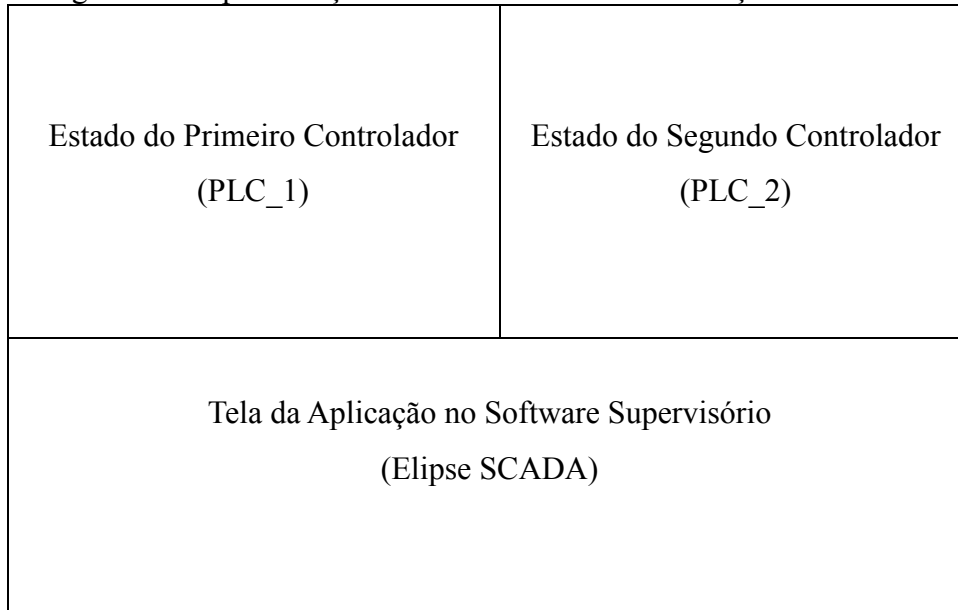 Estado do Primeiro Controlador
(PLC_1)
Estado do Segundo Controlador
(PLC_2)
Tela da Aplicação no Software Supervisório
(Elipse SCADA)